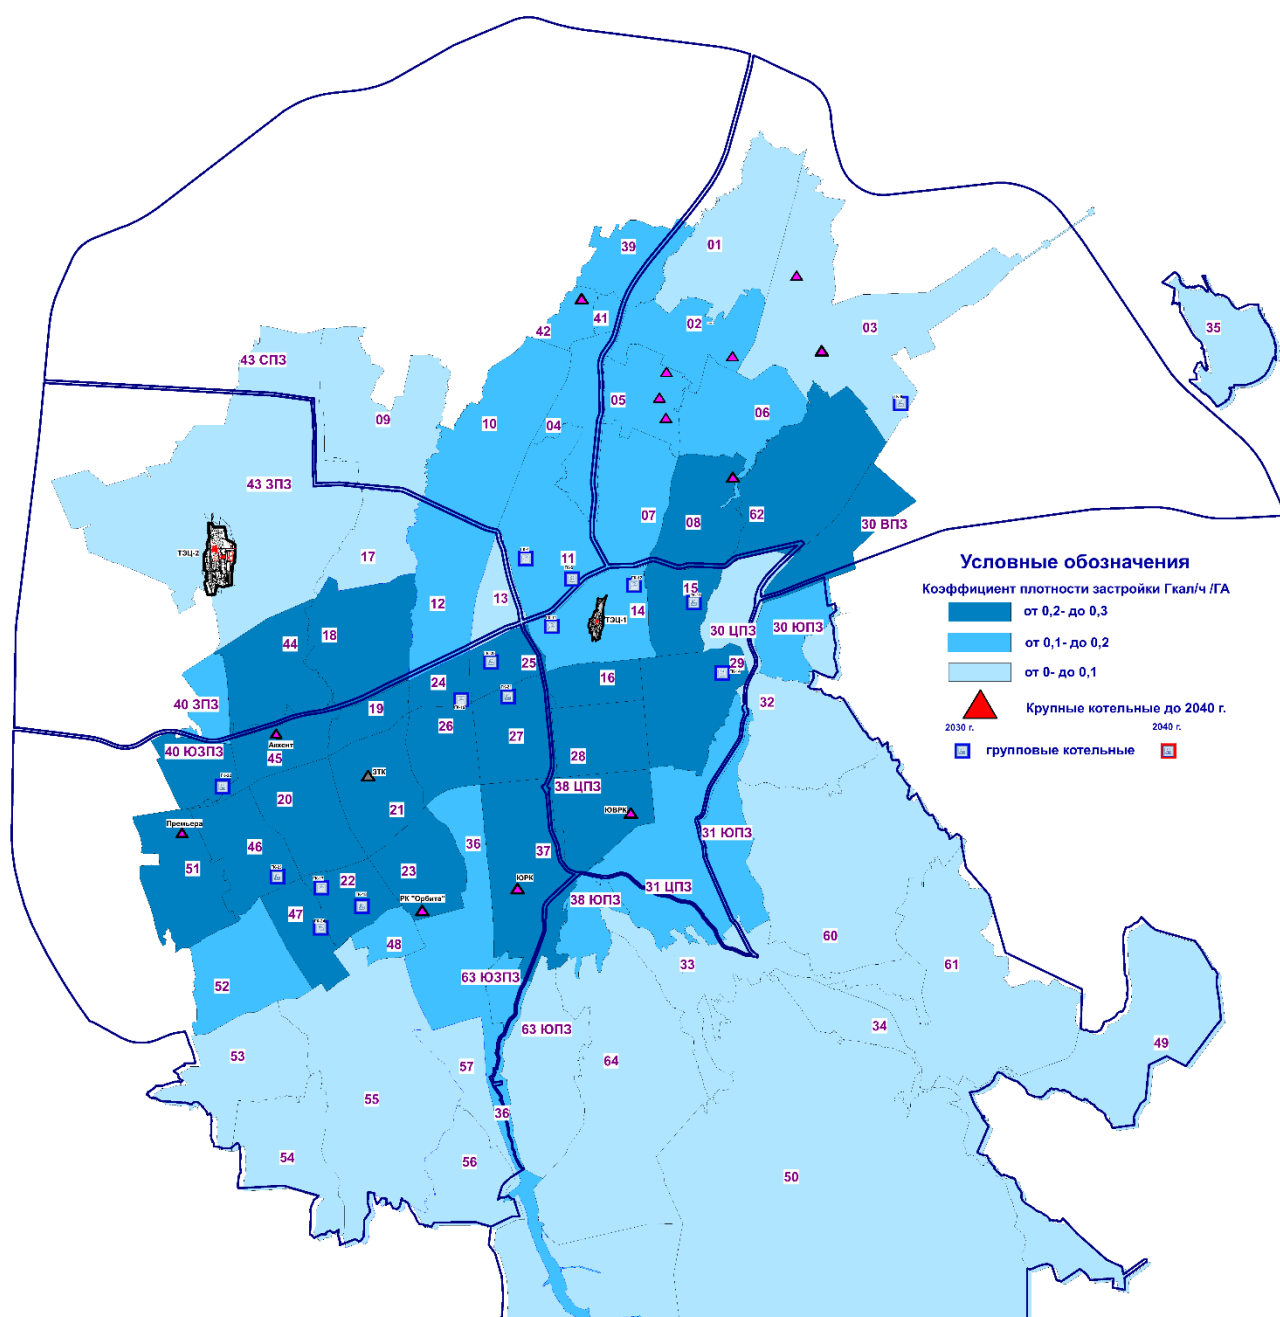 39
01
42
41
02
03
35
43 СПЗ
09
10
04
05
06
43 ЗПЗ
07
08
62
30 ВПЗ
ТЭЦ-2
17
11
12
13
14
15
ТЭЦ-1
30 ЦПЗ
30 ЮПЗ
Условные обозначения
Коэффициент плотности застройки Гкал/ч /ГА
от 0,2- до 0,3
от 0,1- до 0,2
от 0- до 0,1
Крупные котельные до 2040 г.
2030 г.
2040 г.
групповые котельные
44
18
25
29
16
24
40 ЗПЗ
32
19
26
27
40 ЮЗПЗ
Акжент
45
28
ЗТК
38 ЦПЗ
20
21
ЮВРК
Премьера
31 ЮПЗ
46
36
37
51
22
23
ЮРК
31 ЦПЗ
РК "Орбита"
38 ЮПЗ
47
48
60
33
61
52
63 ЮЗПЗ
34
63 ЮПЗ
49
53
57
64
55
36
54
56
50